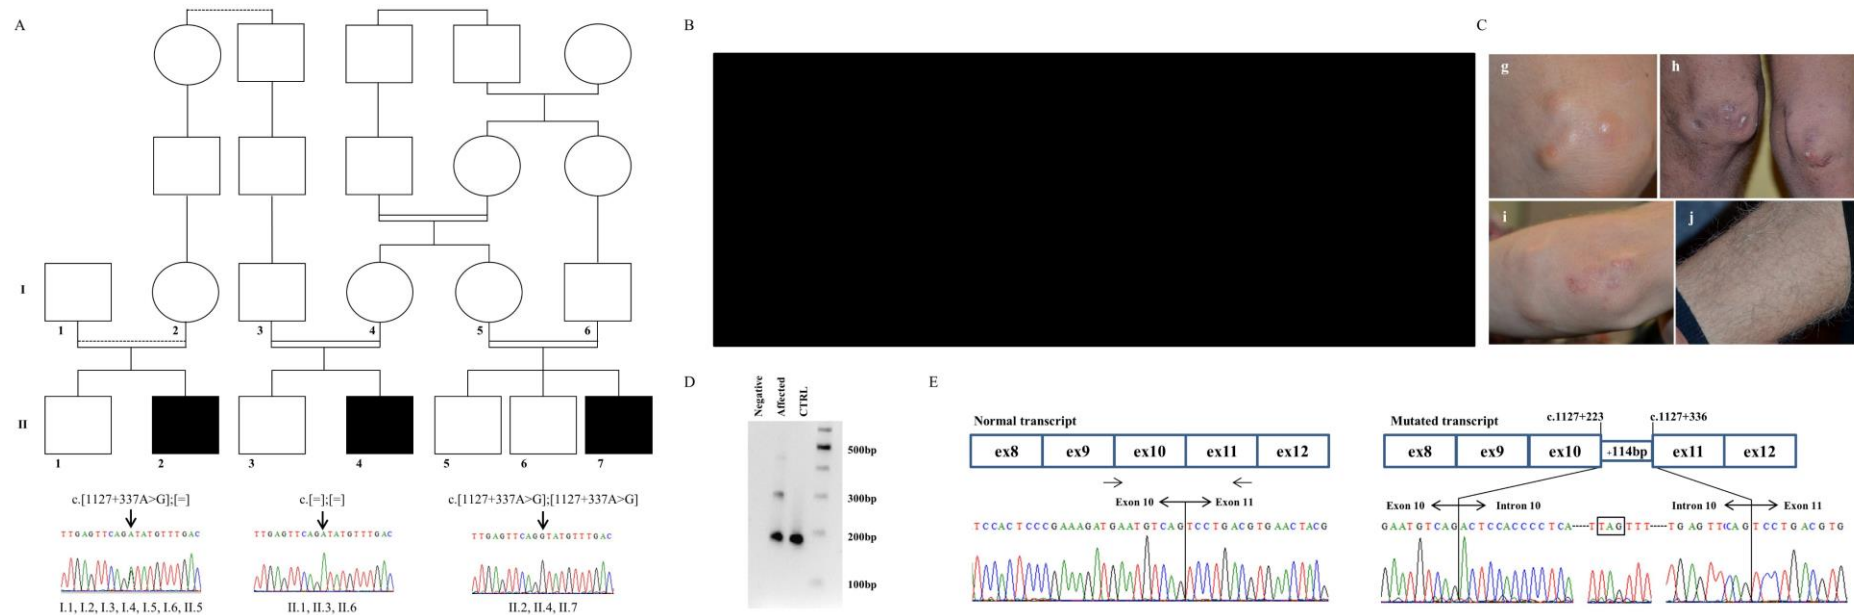 A
I
1
2
3
4
5
6
II
1
2
3
4
5
6
7
c.[1127+337A>G];[=]
c.[=];[=]
c.[1127+337A>G];[1127+337A>G]
TTGAGTTCAGATATGTTTGAC
TTGAGTTCAGATATGTTTGAC
TTGAGTTCAGGTATGTTTGAC
I.1, I.2, I.3, I.4, I.5, I.6, II.5
II.1, II.3, II.6
II.2, II.4, II.7
B
C
g
h
i
j
D
Negative
Affected
CTRL
500bp
300bp
200bp
100bp
E
Normal transcript
ex8
ex9
ex10
ex11
ex12
Exon 10
Exon 11
TCCACTCCCGAAAGATGAATGTCAGTCCTGACGTGAACTACG
Mutated transcript
c.1127+223
c.1127+336
ex8
ex9
ex10
+114bp
ex11
ex12
Exon 10
Intron 10
Intron 10
Exon 11
GAATGTCAGACTCCACCCCTCA----TTAGTTT----TGAGTTCAGTCCTGACGTG